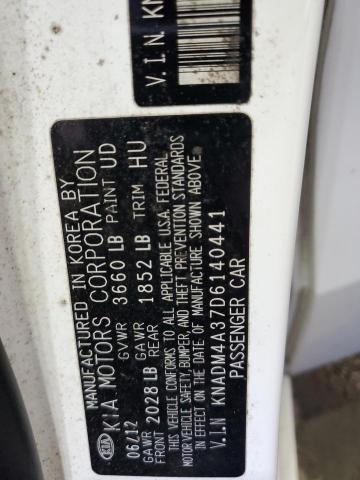 V.I.N. KN
MANUFACTURED IN KOREA BY
KIA KIA MOTORS CORPORATION
06/12 GVWR 3660 LB PAINT UD
GAWR FRONT 2028 LB GAWR REAR 1852 LB TRIM HU
THIS VEHICLE CONFORMS TO ALL APPLICABLE U.S.A. FEDERAL
MOTOR VEHICLE SAFETY, BUMPER, AND THEFT PREVENTION STANDARDS
IN EFFECT ON THE DATE OF MANUFACTURE SHOWN ABOVE.
V.I.N KNADM4A37D6140441
PASSENGER CAR